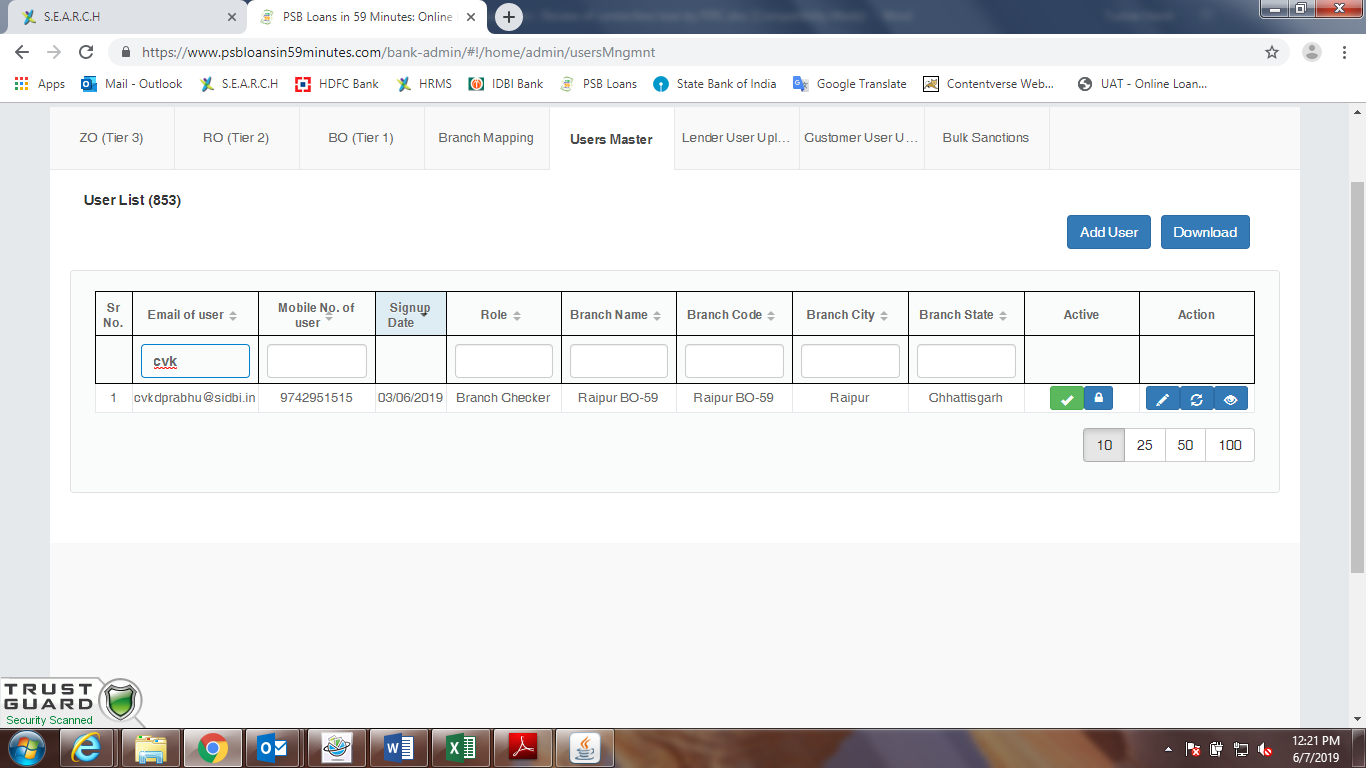 S.E.A.R.C.H
PSB Loans in 59 Minutes: Online
https://www.psbloansin59minutes.com/bank-admin/#!/home/admin/usersMngmnt
Apps Mail - Outlook S.E.A.R.C.H HDFC Bank HRMS IDBI Bank PSB Loans State Bank of India Google Translate Contentverse Web... UAT - Online Loan...
ZO (Tier 3) RO (Tier 2) BO (Tier 1) Branch Mapping Users Master Lender User Upl... Customer User U... Bulk Sanctions
User List (853)
Add User Download
Sr No. Email of user Mobile No. of user Signup Date Role Branch Name Branch Code Branch City Branch State Active Action
cvk
1 cvkdprabhu@sidbi.in 9742951515 03/06/2019 Branch Checker Raipur BO-59 Raipur BO-59 Raipur Chhattisgarh
10 25 50 100
TRUST
GUARD
Security Scanned
12:21 PM
6/7/2019